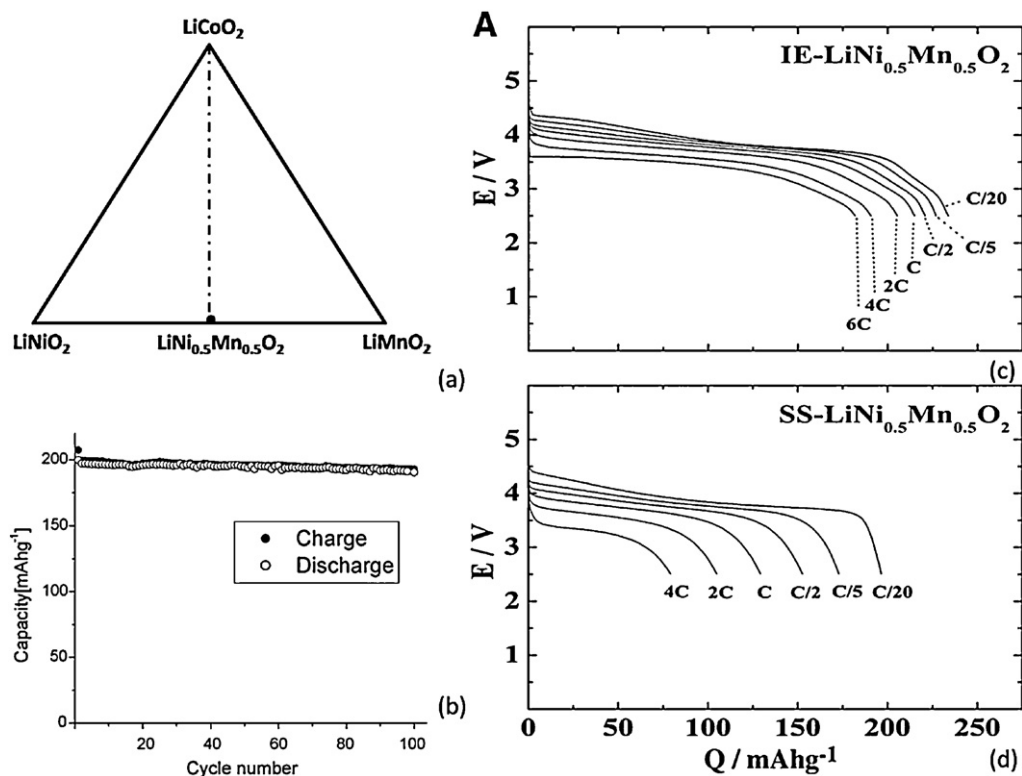 LiCoO₂
LiNiO₂ LiNi₀.₅Mn₀.₅O₂ LiMnO₂
(a)
Capacity[mAhg⁻¹]
200
150
100
50
0
Charge
Discharge
20 40 60 80 100
Cycle number
(b)
A
IE-LiNi₀.₅Mn₀.₅O₂
E / V
5
4
3
2
1
C/20
C/5
C/2
C
2C
4C
6C
(c)
SS-LiNi₀.₅Mn₀.₅O₂
E / V
5
4
3
2
1
4C 2C C C/2 C/5 C/20
0 50 100 150 200 250
Q / mAhg⁻¹
(d)